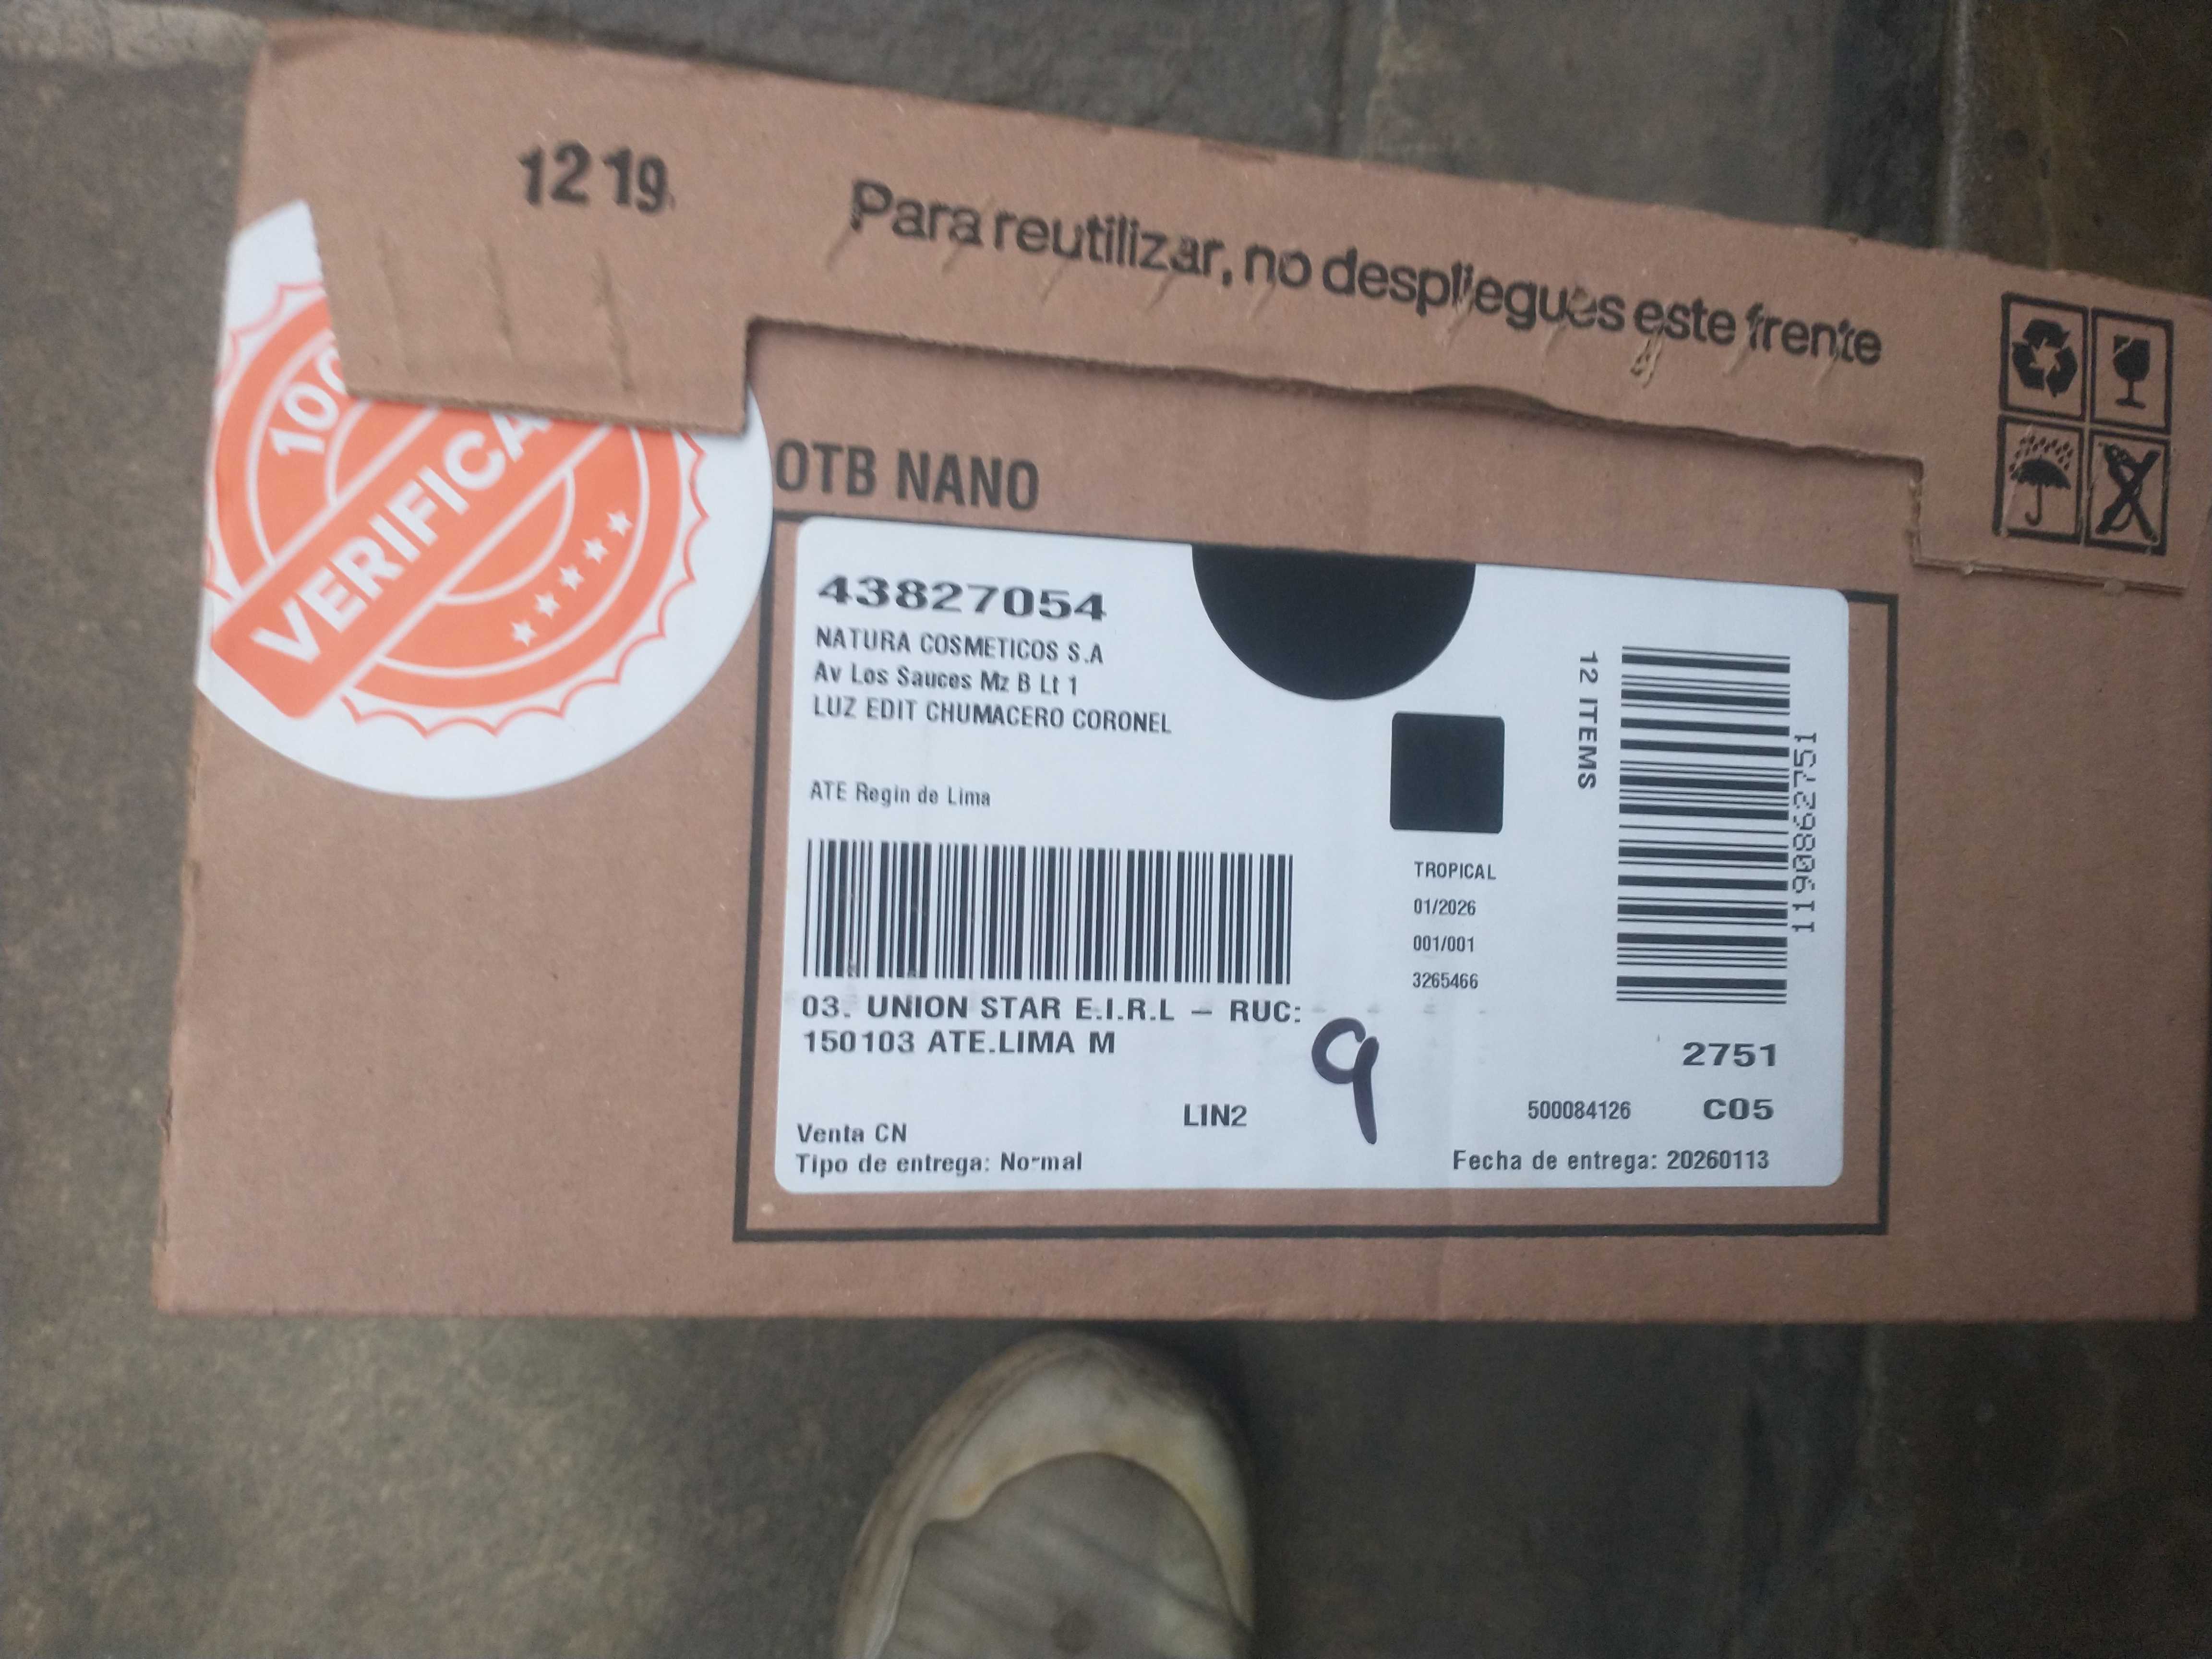 12 19
Para reutilizar, no despliegues este frente
100
VERIFICA
OTB NANO
43827054
NATURA COSMETICOS S.A
Av Los Sauces Mz B Lt 1
LUZ EDIT CHUMACERO CORONEL
ATE Regin de Lima
12 ITEMS
1190862751
TROPICAL
01/2026
001/001
3265466
03. UNION STAR E.I.R.L – RUC:
150103 ATE.LIMA M
9
2751
LIN2
500084126 C05
Venta CN
Tipo de entrega: Normal
Fecha de entrega: 20260113